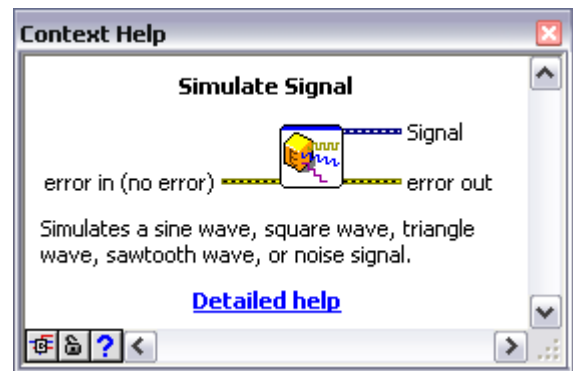 Context Help
Simulate Signal
Signal
error in (no error)
error out
Simulates a sine wave, square wave, triangle
wave, sawtooth wave, or noise signal.
Detailed help
?